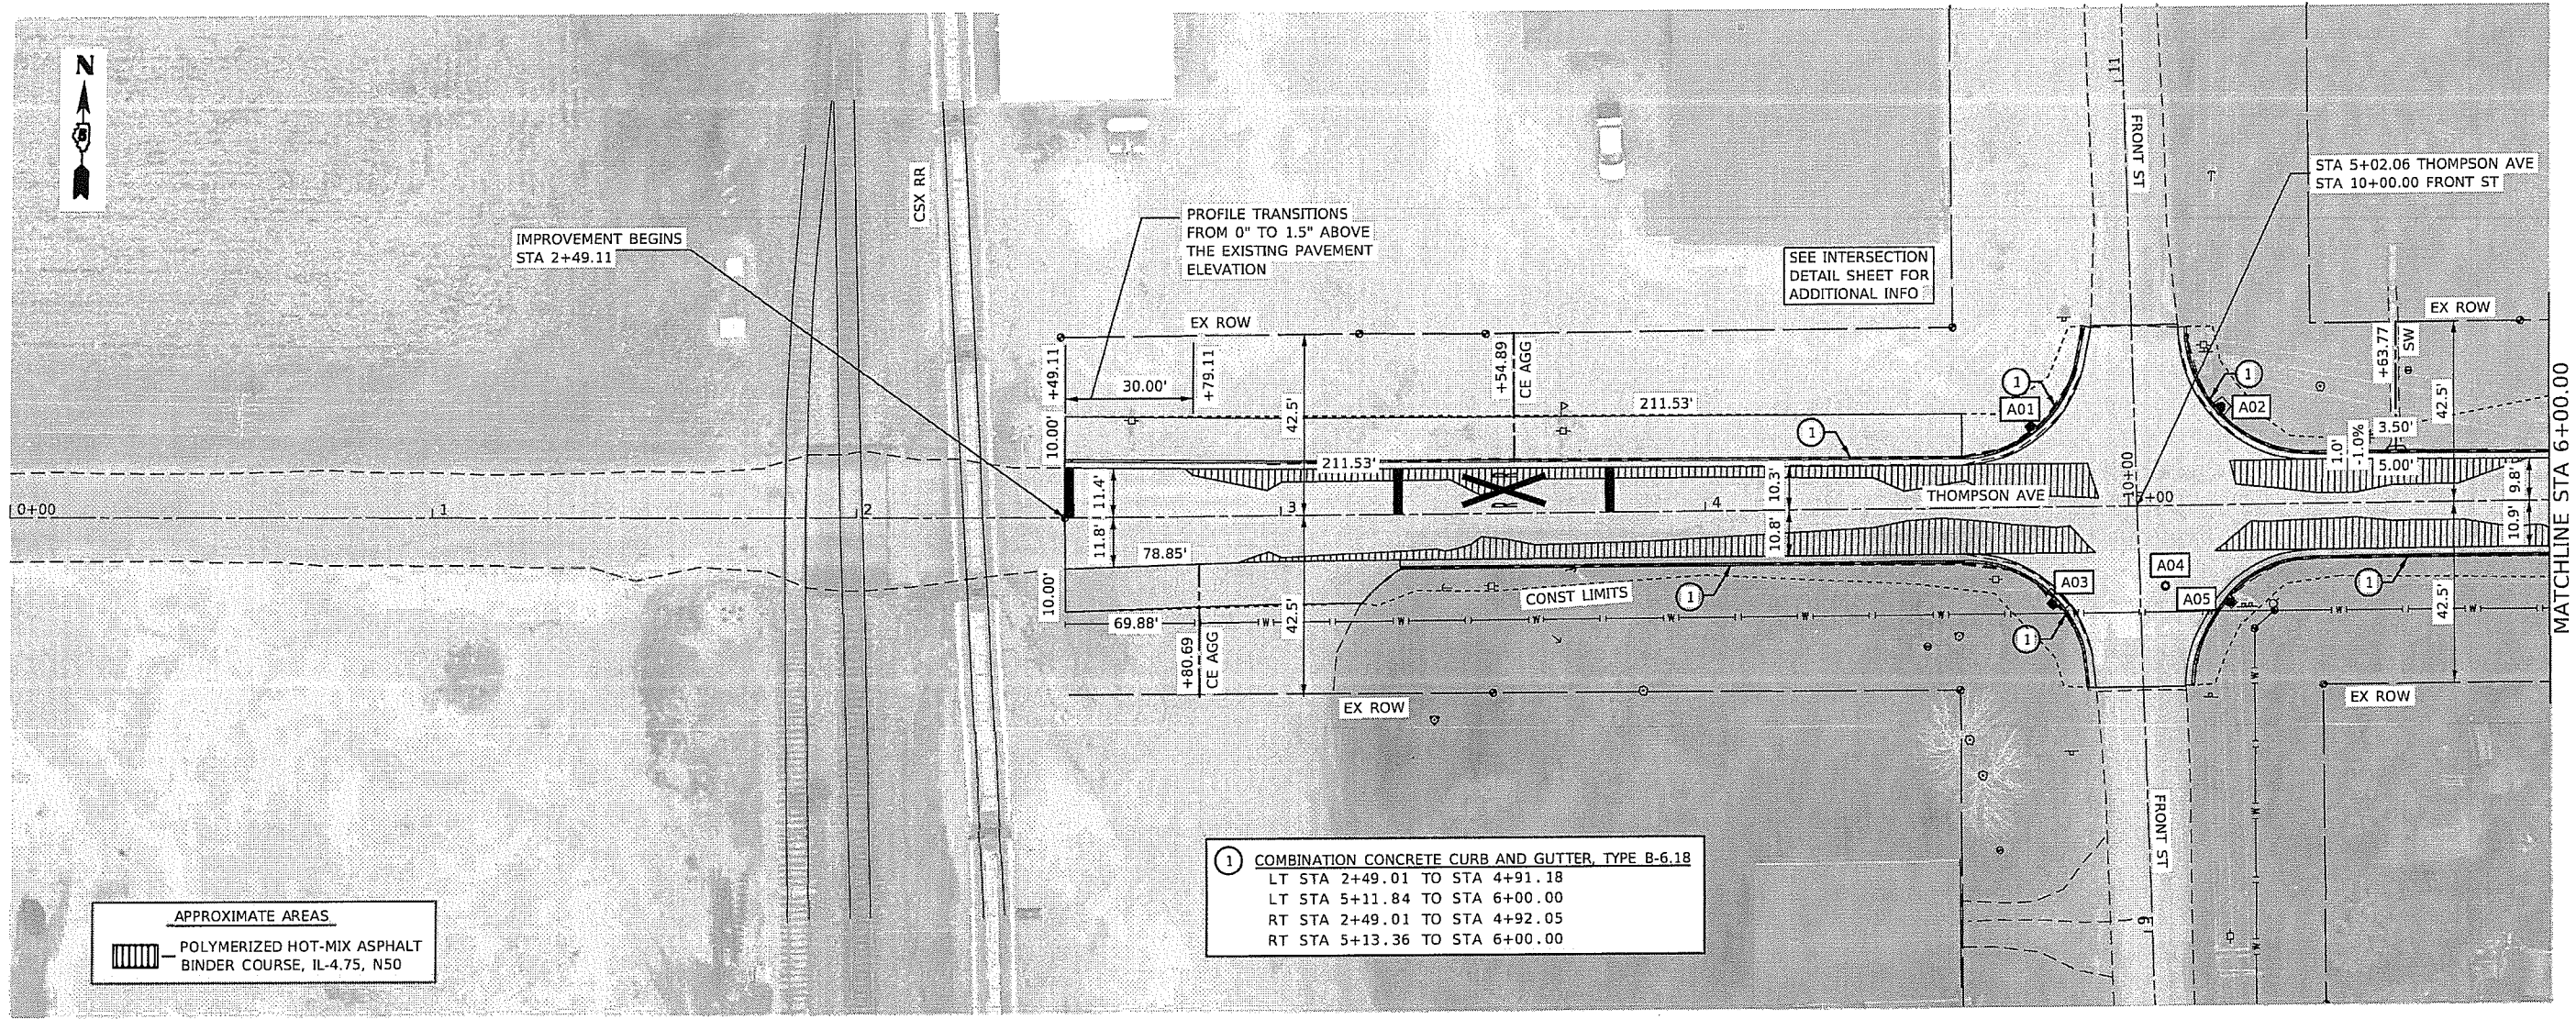 N
5
CSX RR
IMPROVEMENT BEGINS
STA 2+49.11
PROFILE TRANSITIONS
FROM 0" TO 1.5" ABOVE
THE EXISTING PAVEMENT
ELEVATION
SEE INTERSECTION
DETAIL SHEET FOR
ADDITIONAL INFO
11
FRONT ST
STA 5+02.06 THOMPSON AVE
STA 10+00.00 FRONT ST
EX ROW
EX ROW
+49.11
30.00'
+79.11
42.5'
+54.89
CE AGG
211.53'
10.00'
211.53'
1
1
A01
1
A02
+63.77
SW
42.5'
3.50'
1.0'
-1.0%
5.00'
9.8'
10.9'
MATCHLINE STA 6+00.00
0+00
1
2
3
4
11.4'
11.8'
R
R
10.3'
10.8'
THOMPSON AVE
10+00
5+00
78.85'
10.00'
69.88'
+80.69
CE AGG
42.5'
CONST LIMITS
1
A03
1
A04
A05
1
42.5'
W
W
W
W
W
W
W
W
W
W
W
W
W
EX ROW
EX ROW
FRONT ST
9
1 COMBINATION CONCRETE CURB AND GUTTER, TYPE B-6.18
LT STA 2+49.01 TO STA 4+91.18
LT STA 5+11.84 TO STA 6+00.00
RT STA 2+49.01 TO STA 4+92.05
RT STA 5+13.36 TO STA 6+00.00
APPROXIMATE AREAS
POLYMERIZED HOT-MIX ASPHALT
BINDER COURSE, IL-4.75, N50